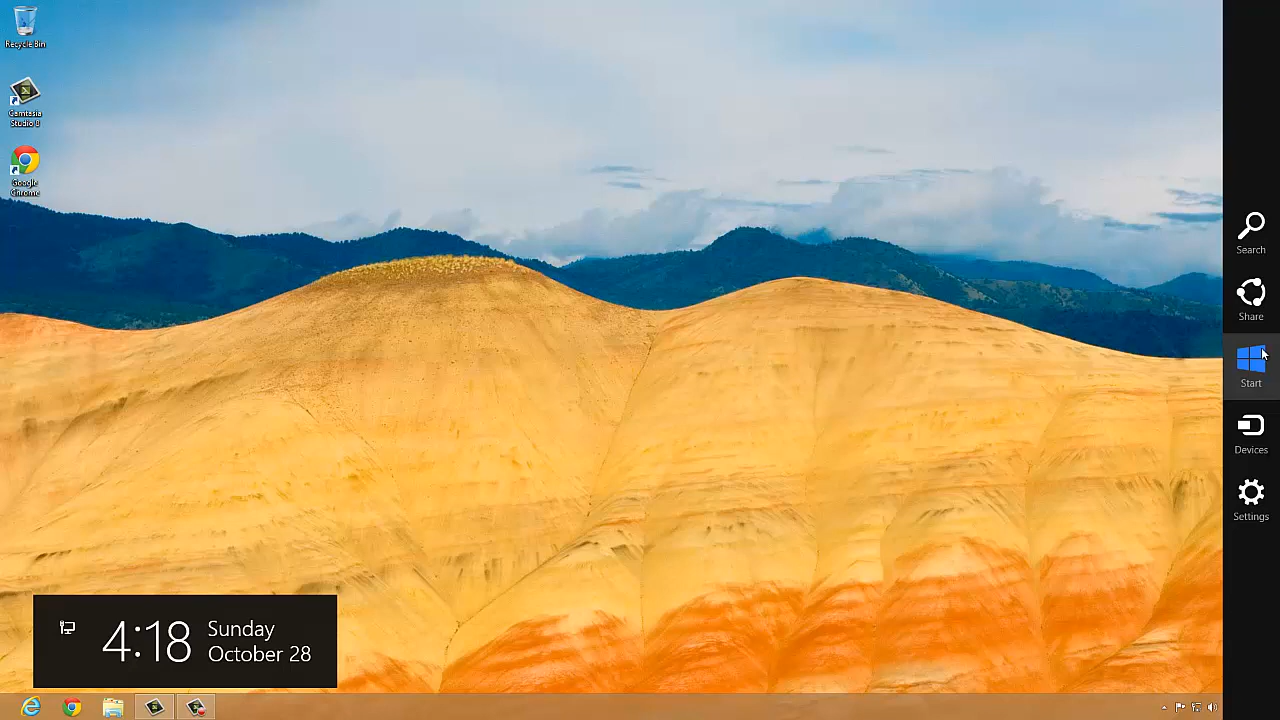 Recycle Bin
Camtasia
Studio 8
Google
Chrome
Search
Share
Start
Devices
Settings
4:18
Sunday
October 28